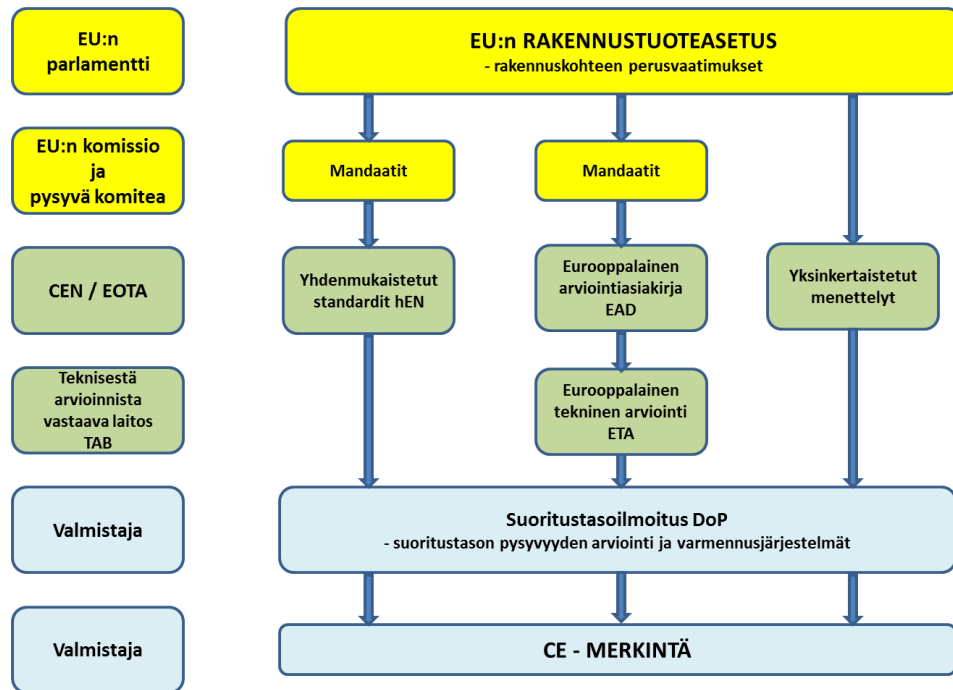 EU:n
parlamentti
EU:n RAKENNUSTUOTEASETUS
- rakennuskohteen perusvaatimukset
EU:n komissio
ja
pysyvä komitea
Mandaatit
Mandaatit
CEN / EOTA
Yhdenmukaistetut
standardit hEN
Eurooppalainen
arviointiasiakirja
EAD
Yksinkertaistetut
menettelyt
Teknisestä
arvioinnista
vastaava laitos
TAB
Eurooppalainen
tekninen arviointi
ETA
Valmistaja
Suoritustasoilmoitus DoP
- suoritustason pysyvyyden arviointi ja varmennusjärjestelmät
Valmistaja
CE - MERKINTÄ